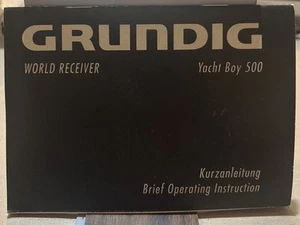 GRUNDIG
WORLD RECEIVER Yacht Boy 500
Kurzanleitung
Brief Operating Instruction